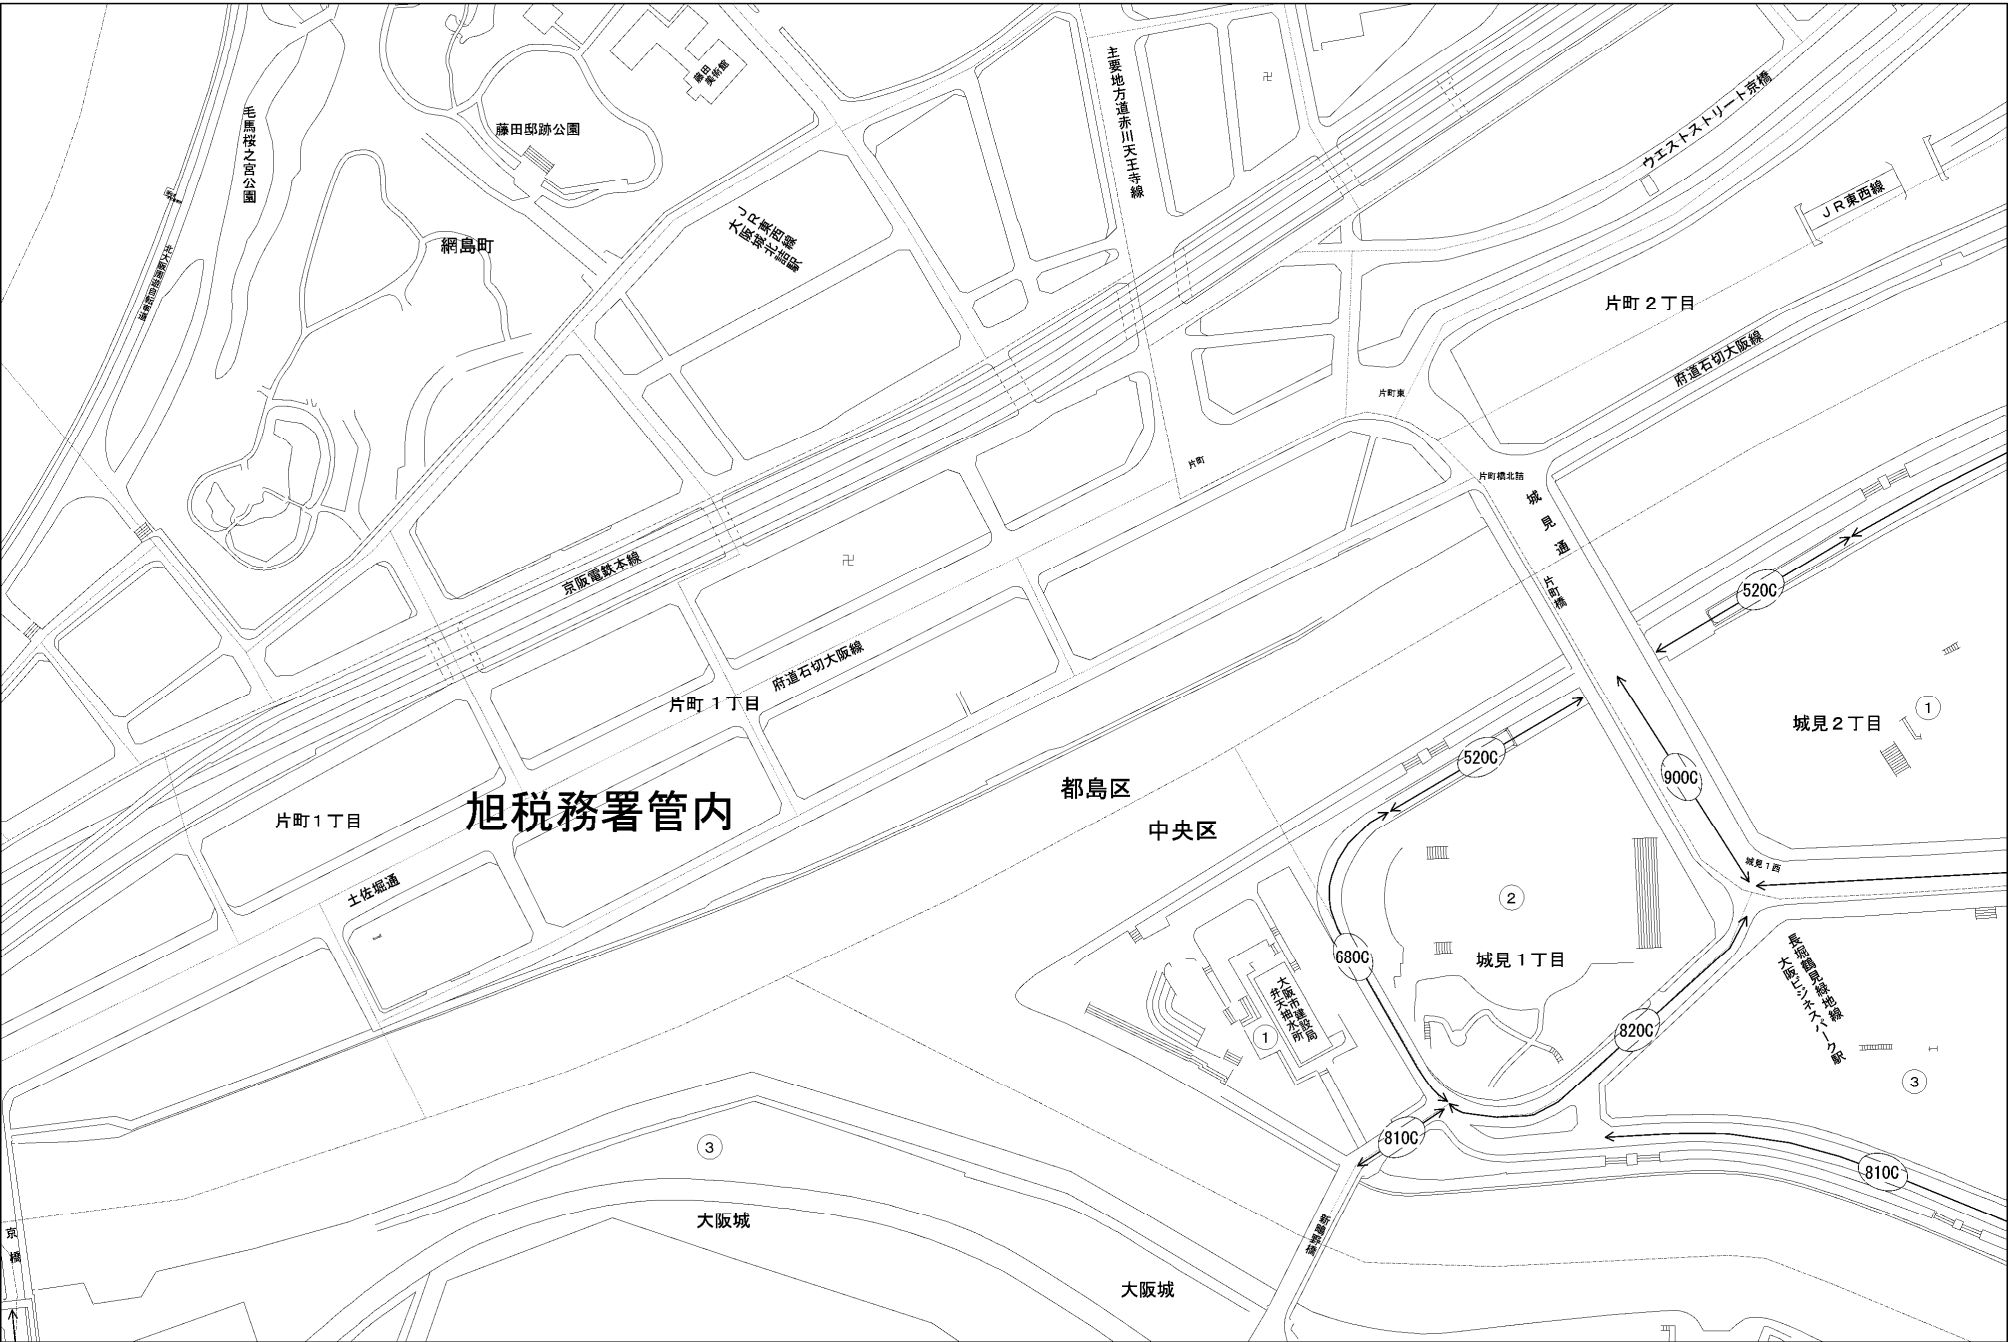 藤田
美術館
主要地方道赤川天王寺線
ウエストストリート京橋
毛馬桜之宮公園
藤田邸跡公園
ＪＲ東西線
網島町
ＪＲ東西線
大阪城北詰駅
片町２丁目
府道石切大阪線
片町東
片町
片町橋北詰
城見通
京阪電鉄本線
片町橋
520C
府道石切大阪線
片町１丁目
城見２丁目
1
520C
900C
都島区
旭税務署管内
片町１丁目
中央区
城見１西
土佐堀通
2
680C
城見１丁目
長堀鶴見緑地線
大阪ビジネスパーク駅
大阪市建設局
弁天抽水所
1
820C
3
3
810C
810C
大阪城
新鴫野橋
京橋
大阪城